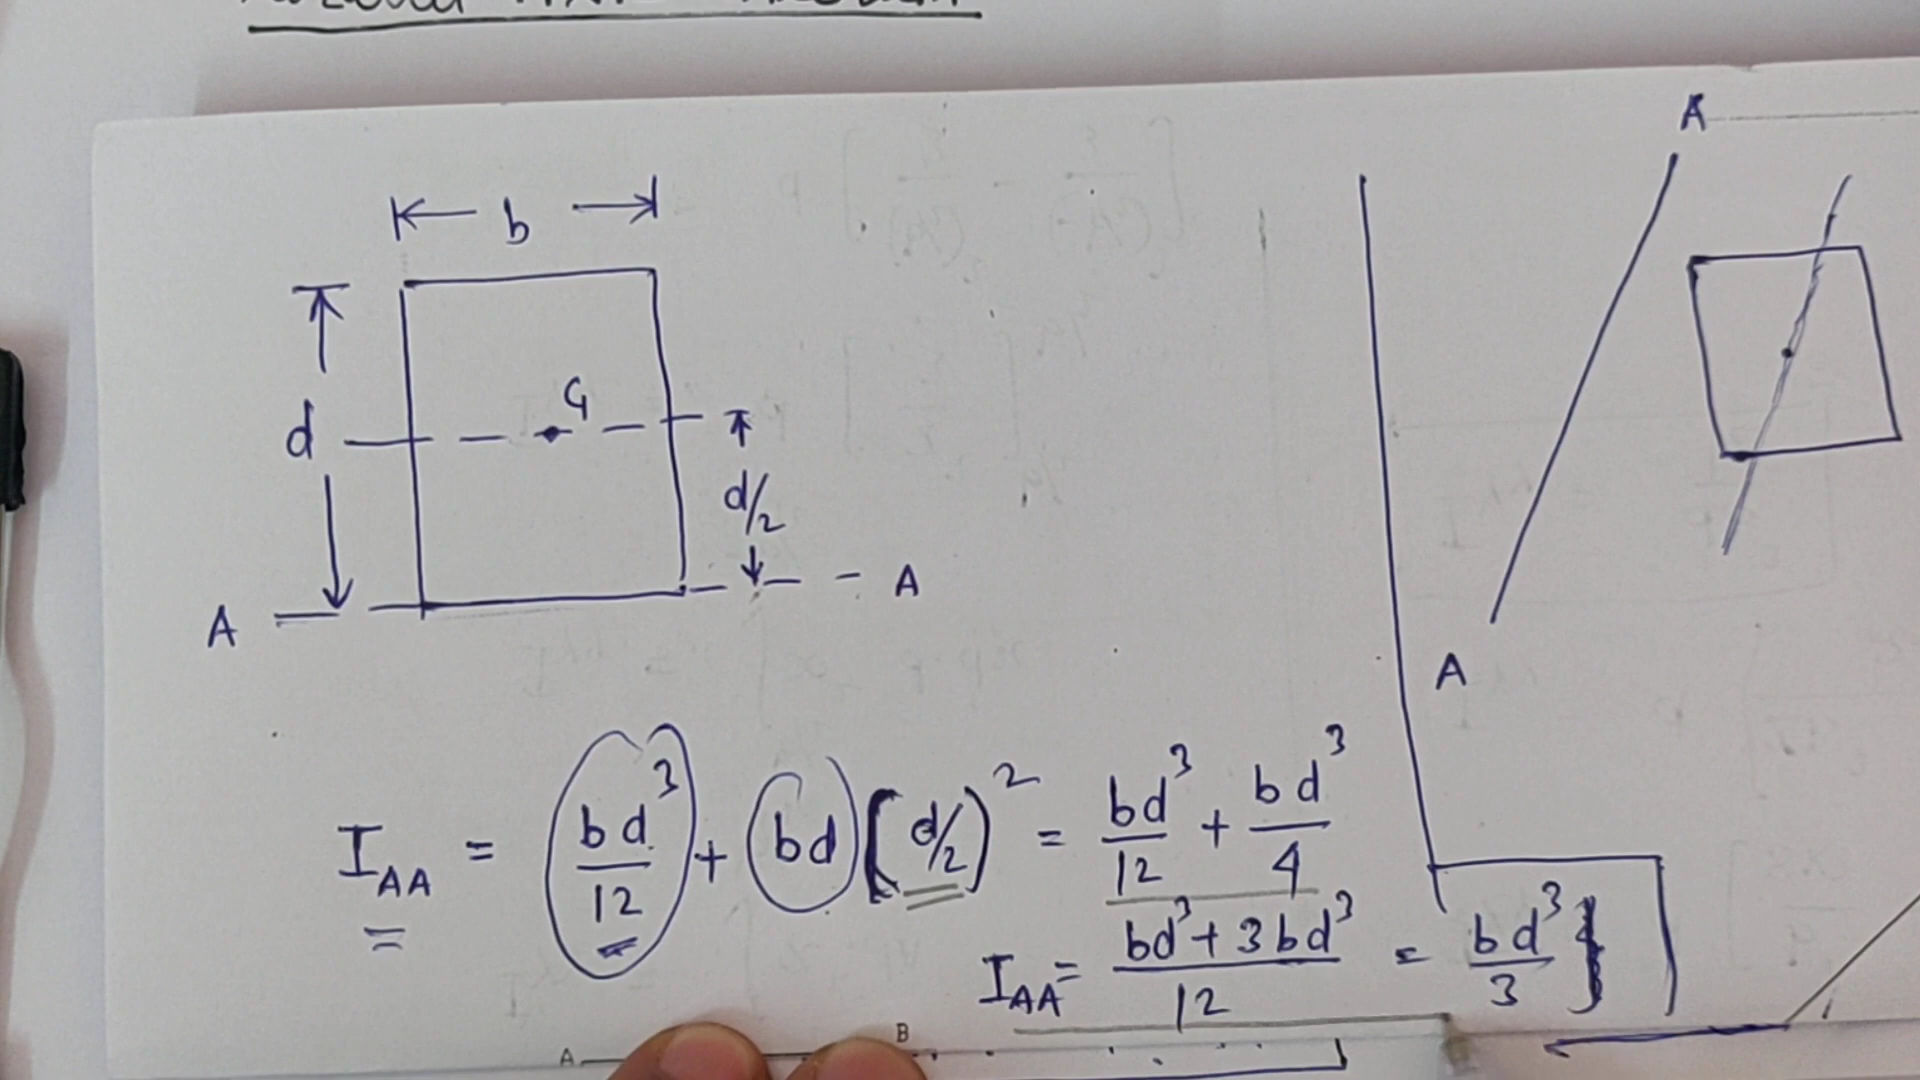 b
d
G
d/2
A A
I_AA = bd³/12 + bd (d/2)² = bd³/12 + bd³/4
I_AA = bd³ + 3bd³/12 = bd³/3
A
A
A B